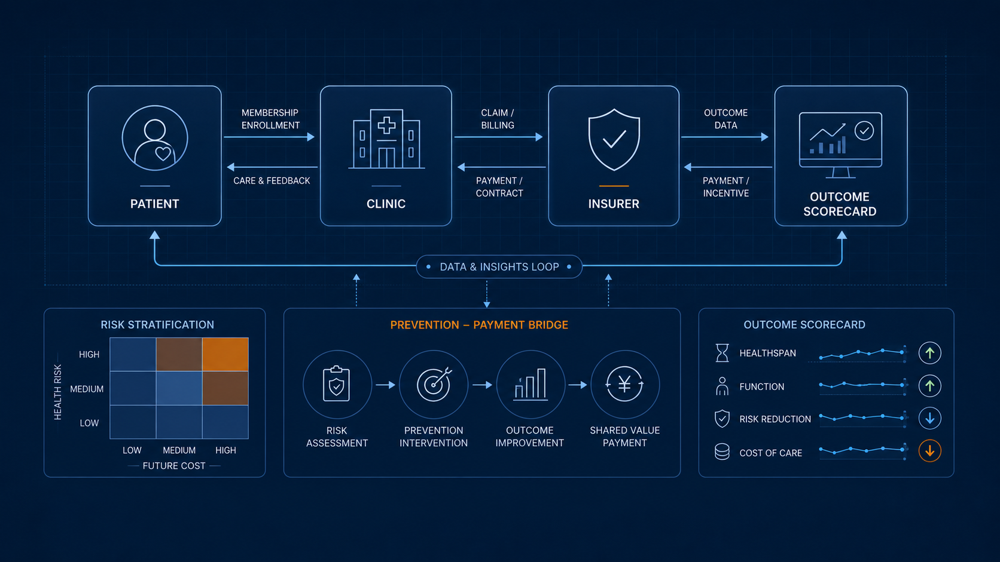 MEMBERSHIP
ENROLLMENT
CARE & FEEDBACK
CLAIM /
BILLING
PAYMENT /
CONTRACT
OUTCOME
DATA
PAYMENT /
INCENTIVE
PATIENT
CLINIC
INSURER
OUTCOME
SCORECARD
DATA & INSIGHTS LOOP
RISK STRATIFICATION
HEALTH RISK
HIGH
MEDIUM
LOW
LOW MEDIUM HIGH
FUTURE COST
PREVENTION – PAYMENT BRIDGE
¥
RISK
ASSESSMENT
PREVENTION
INTERVENTION
OUTCOME
IMPROVEMENT
SHARED VALUE
PAYMENT
OUTCOME SCORECARD
HEALTHSPAN
FUNCTION
RISK REDUCTION
COST OF CARE